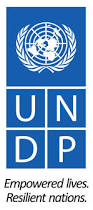 U N
D P
Empowered lives.
Resilient nations.